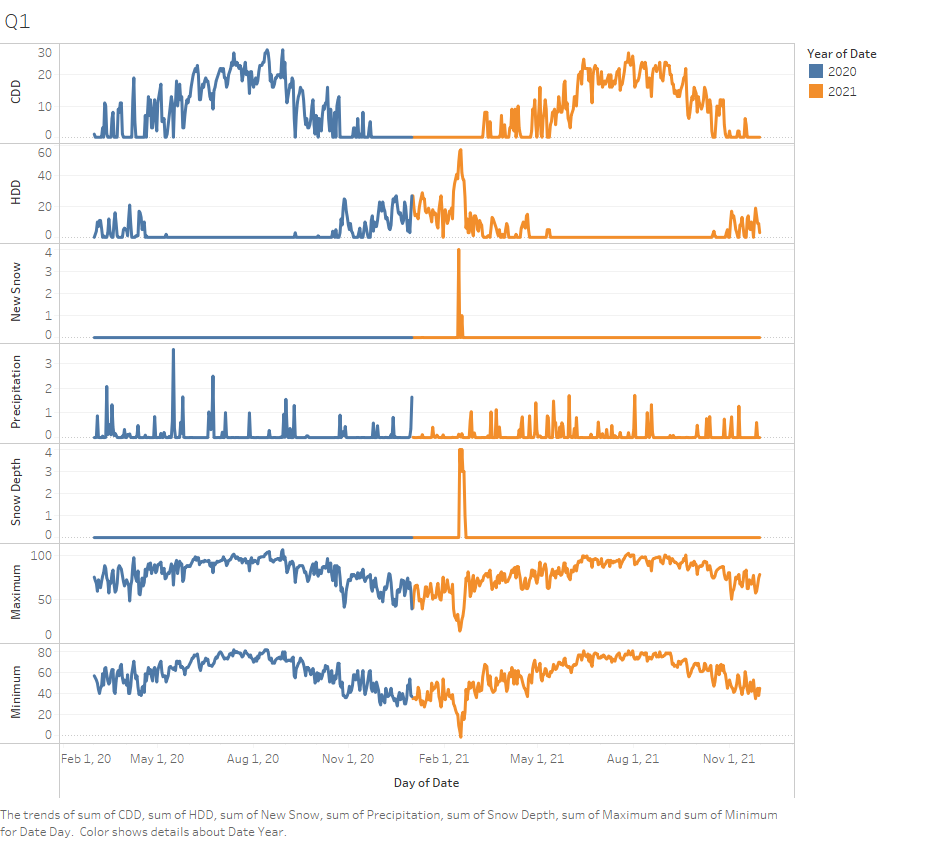 Q1
CDD
30
20
10
0
HDD
60
40
20
0
New Snow
4
3
2
1
0
Precipitation
3
2
1
0
Snow Depth
4
3
2
1
0
Maximum
100
50
0
Minimum
80
60
40
20
0
Feb 1, 20 May 1, 20 Aug 1, 20 Nov 1, 20 Feb 1, 21 May 1, 21 Aug 1, 21 Nov 1, 21
Day of Date
Year of Date
2020
2021
The trends of sum of CDD, sum of HDD, sum of New Snow, sum of Precipitation, sum of Snow Depth, sum of Maximum and sum of Minimum
for Date Day. Color shows details about Date Year.